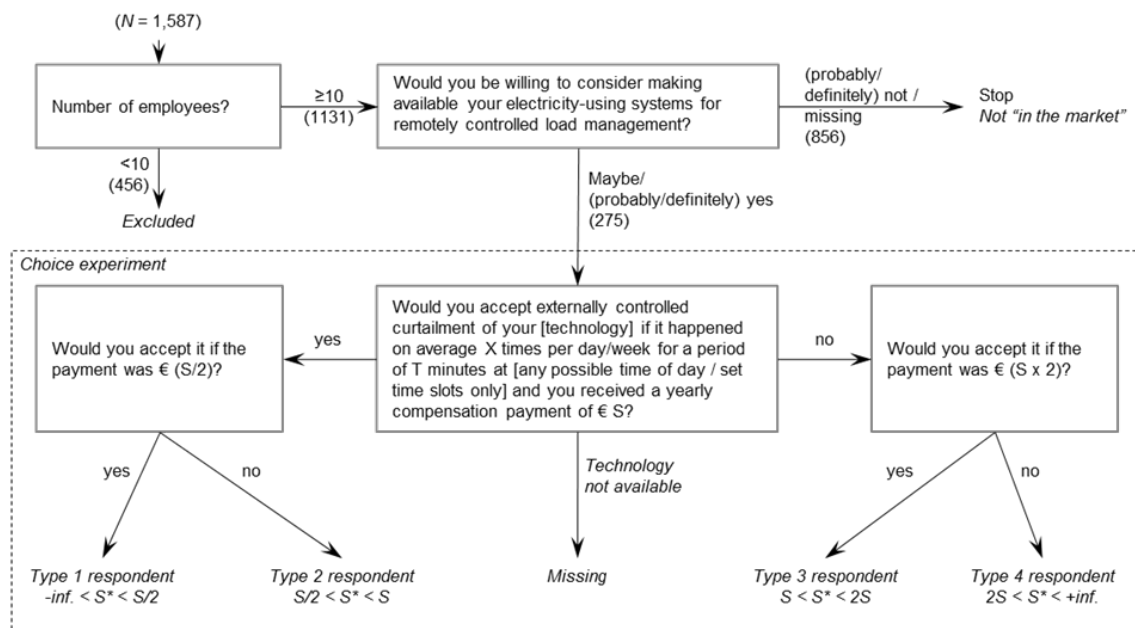 (N = 1,587)
Number of employees?
≥10
(1131)
Would you be willing to consider making
available your electricity-using systems for
remotely controlled load management?
(probably/
definitely) not /
missing
(856)
Stop
Not “in the market”
<10
(456)
Excluded
Maybe/
(probably/definitely) yes
(275)
Choice experiment
Would you accept it if the
payment was € (S/2)?
yes
Would you accept externally controlled
curtailment of your [technology] if it happened
on average X times per day/week for a period
of T minutes at [any possible time of day / set
time slots only] and you received a yearly
compensation payment of € S?
no
Would you accept it if the
payment was € (S x 2)?
yes
no
Technology
not available
yes
no
Type 1 respondent
-inf. < S* < S/2
Type 2 respondent
S/2 < S* < S
Missing
Type 3 respondent
S < S* < 2S
Type 4 respondent
2S < S* < +inf.